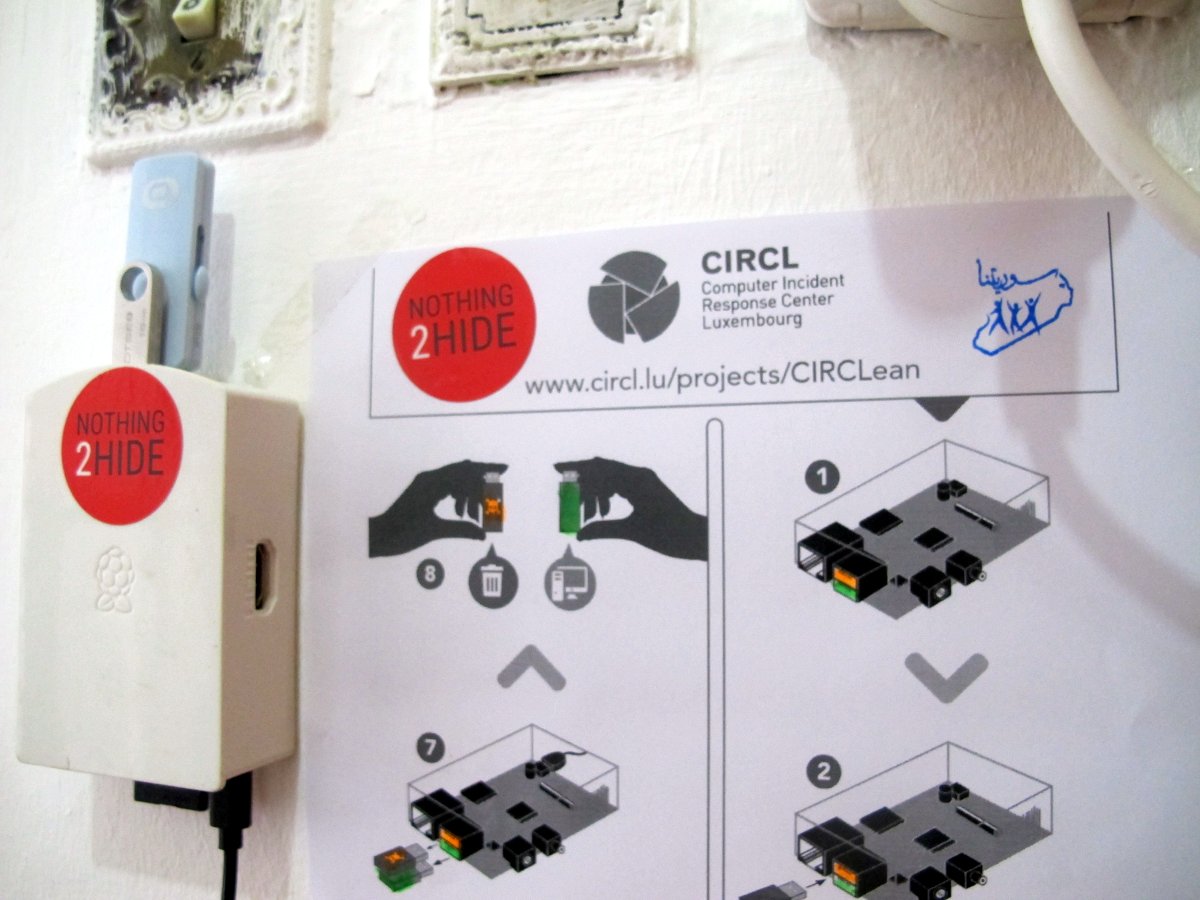 NOTHING
2HIDE
CIRCL
Computer Incident
Response Center
Luxembourg
سوريتنا
www.circl.lu/projects/CIRCLean
NOTHING
2HIDE
8
1
7
2